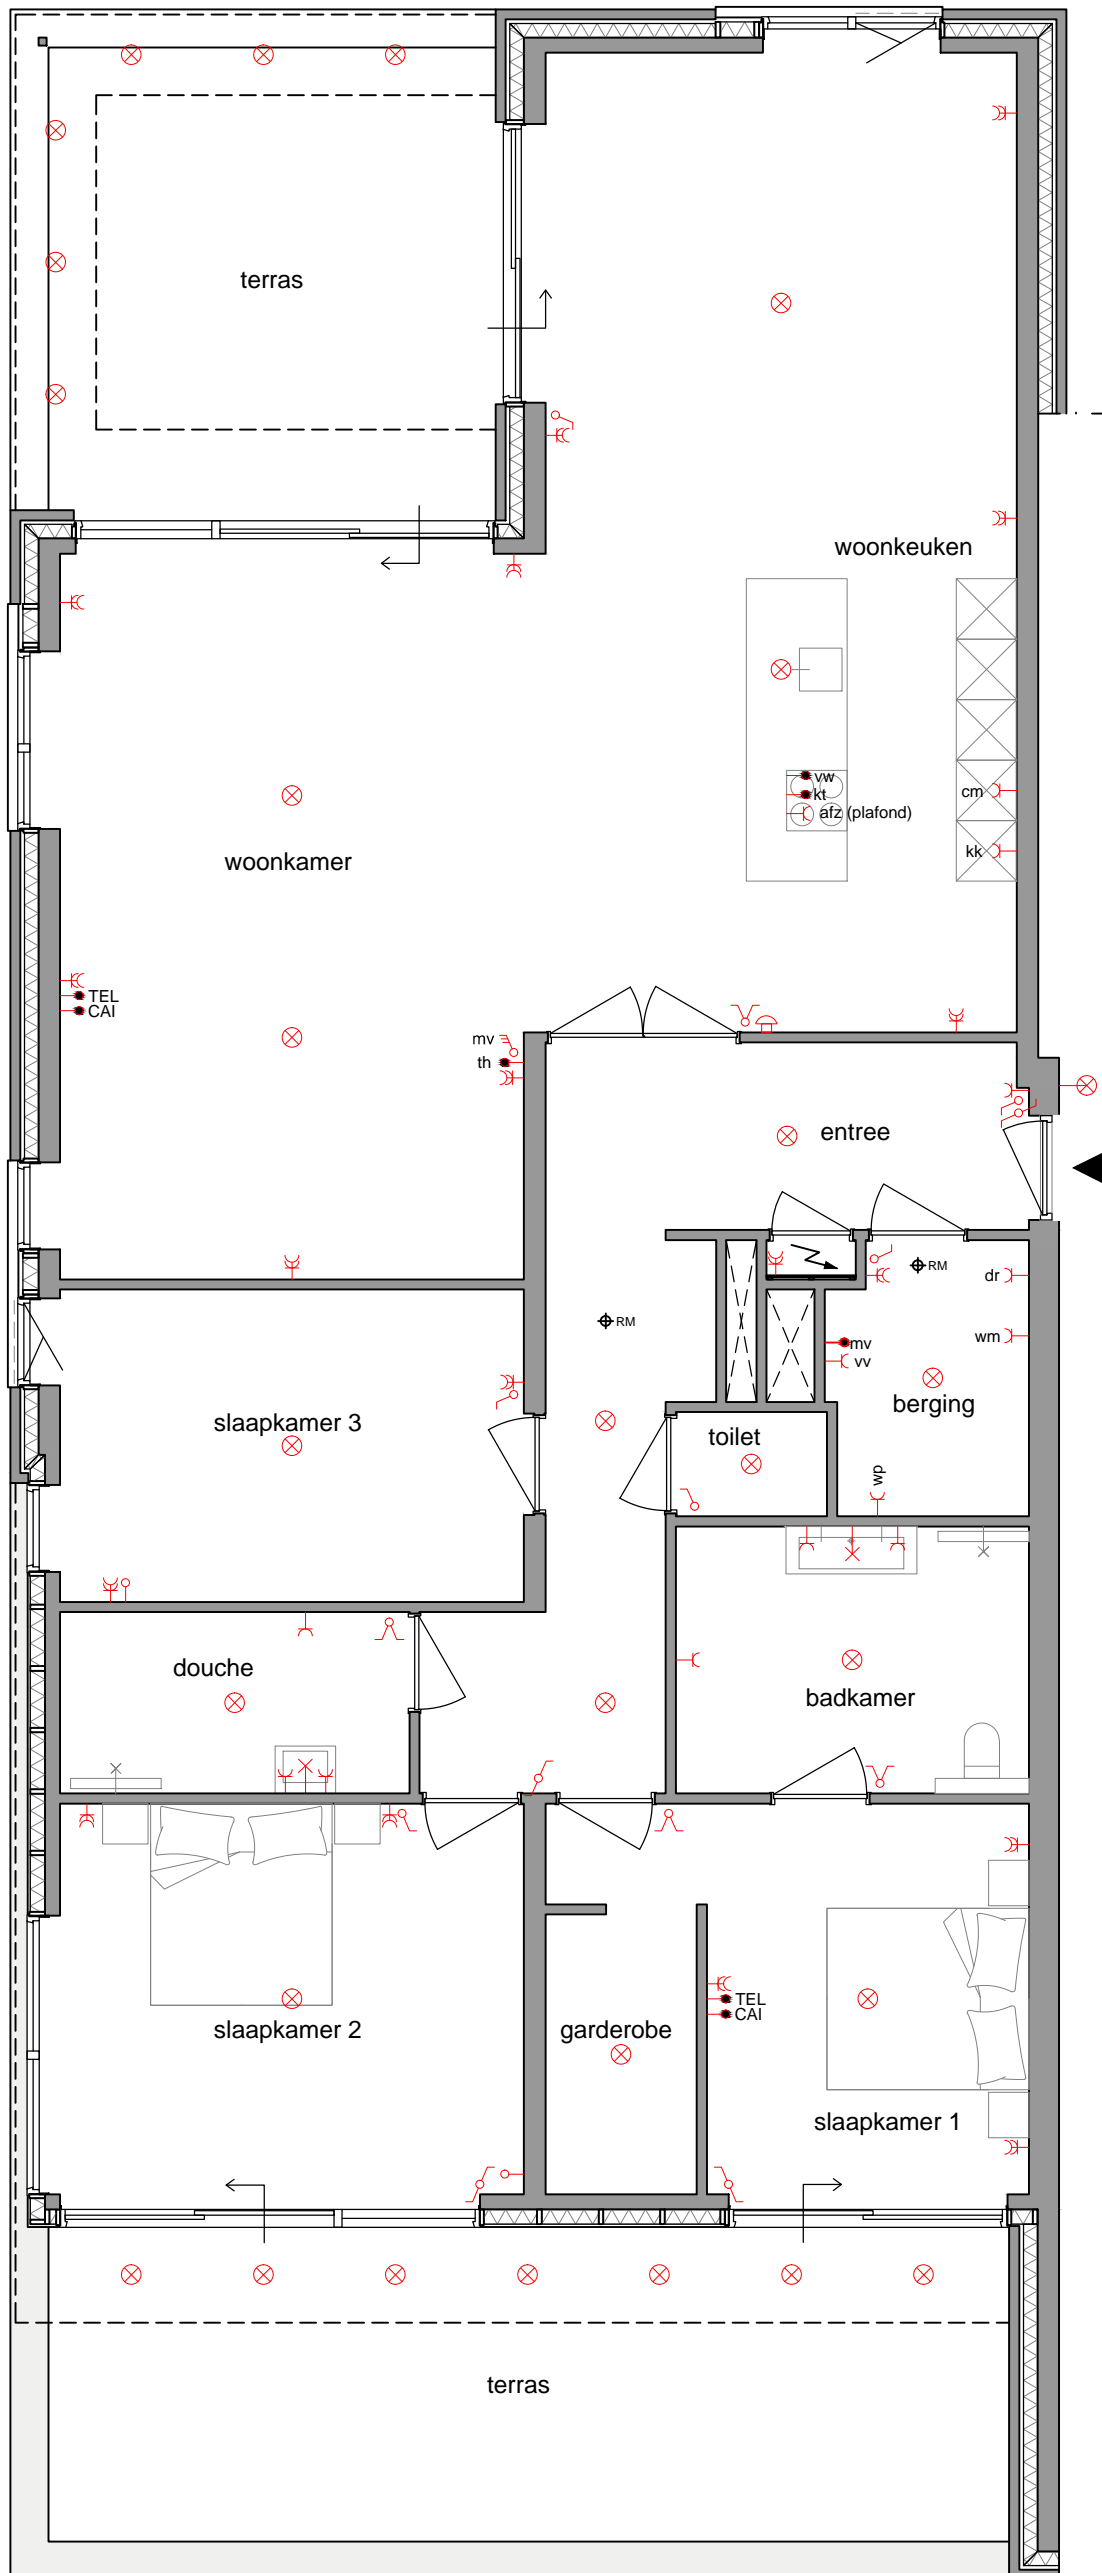 terras
woonkeuken
vw
kt
afz (plafond)
cm
kk
woonkamer
TEL
CAI
mv
th
entree
RM
dr
RM
wm
mv
vv
berging
slaapkamer 3
toilet
wp
douche
badkamer
TEL
CAI
slaapkamer 2
garderobe
slaapkamer 1
terras